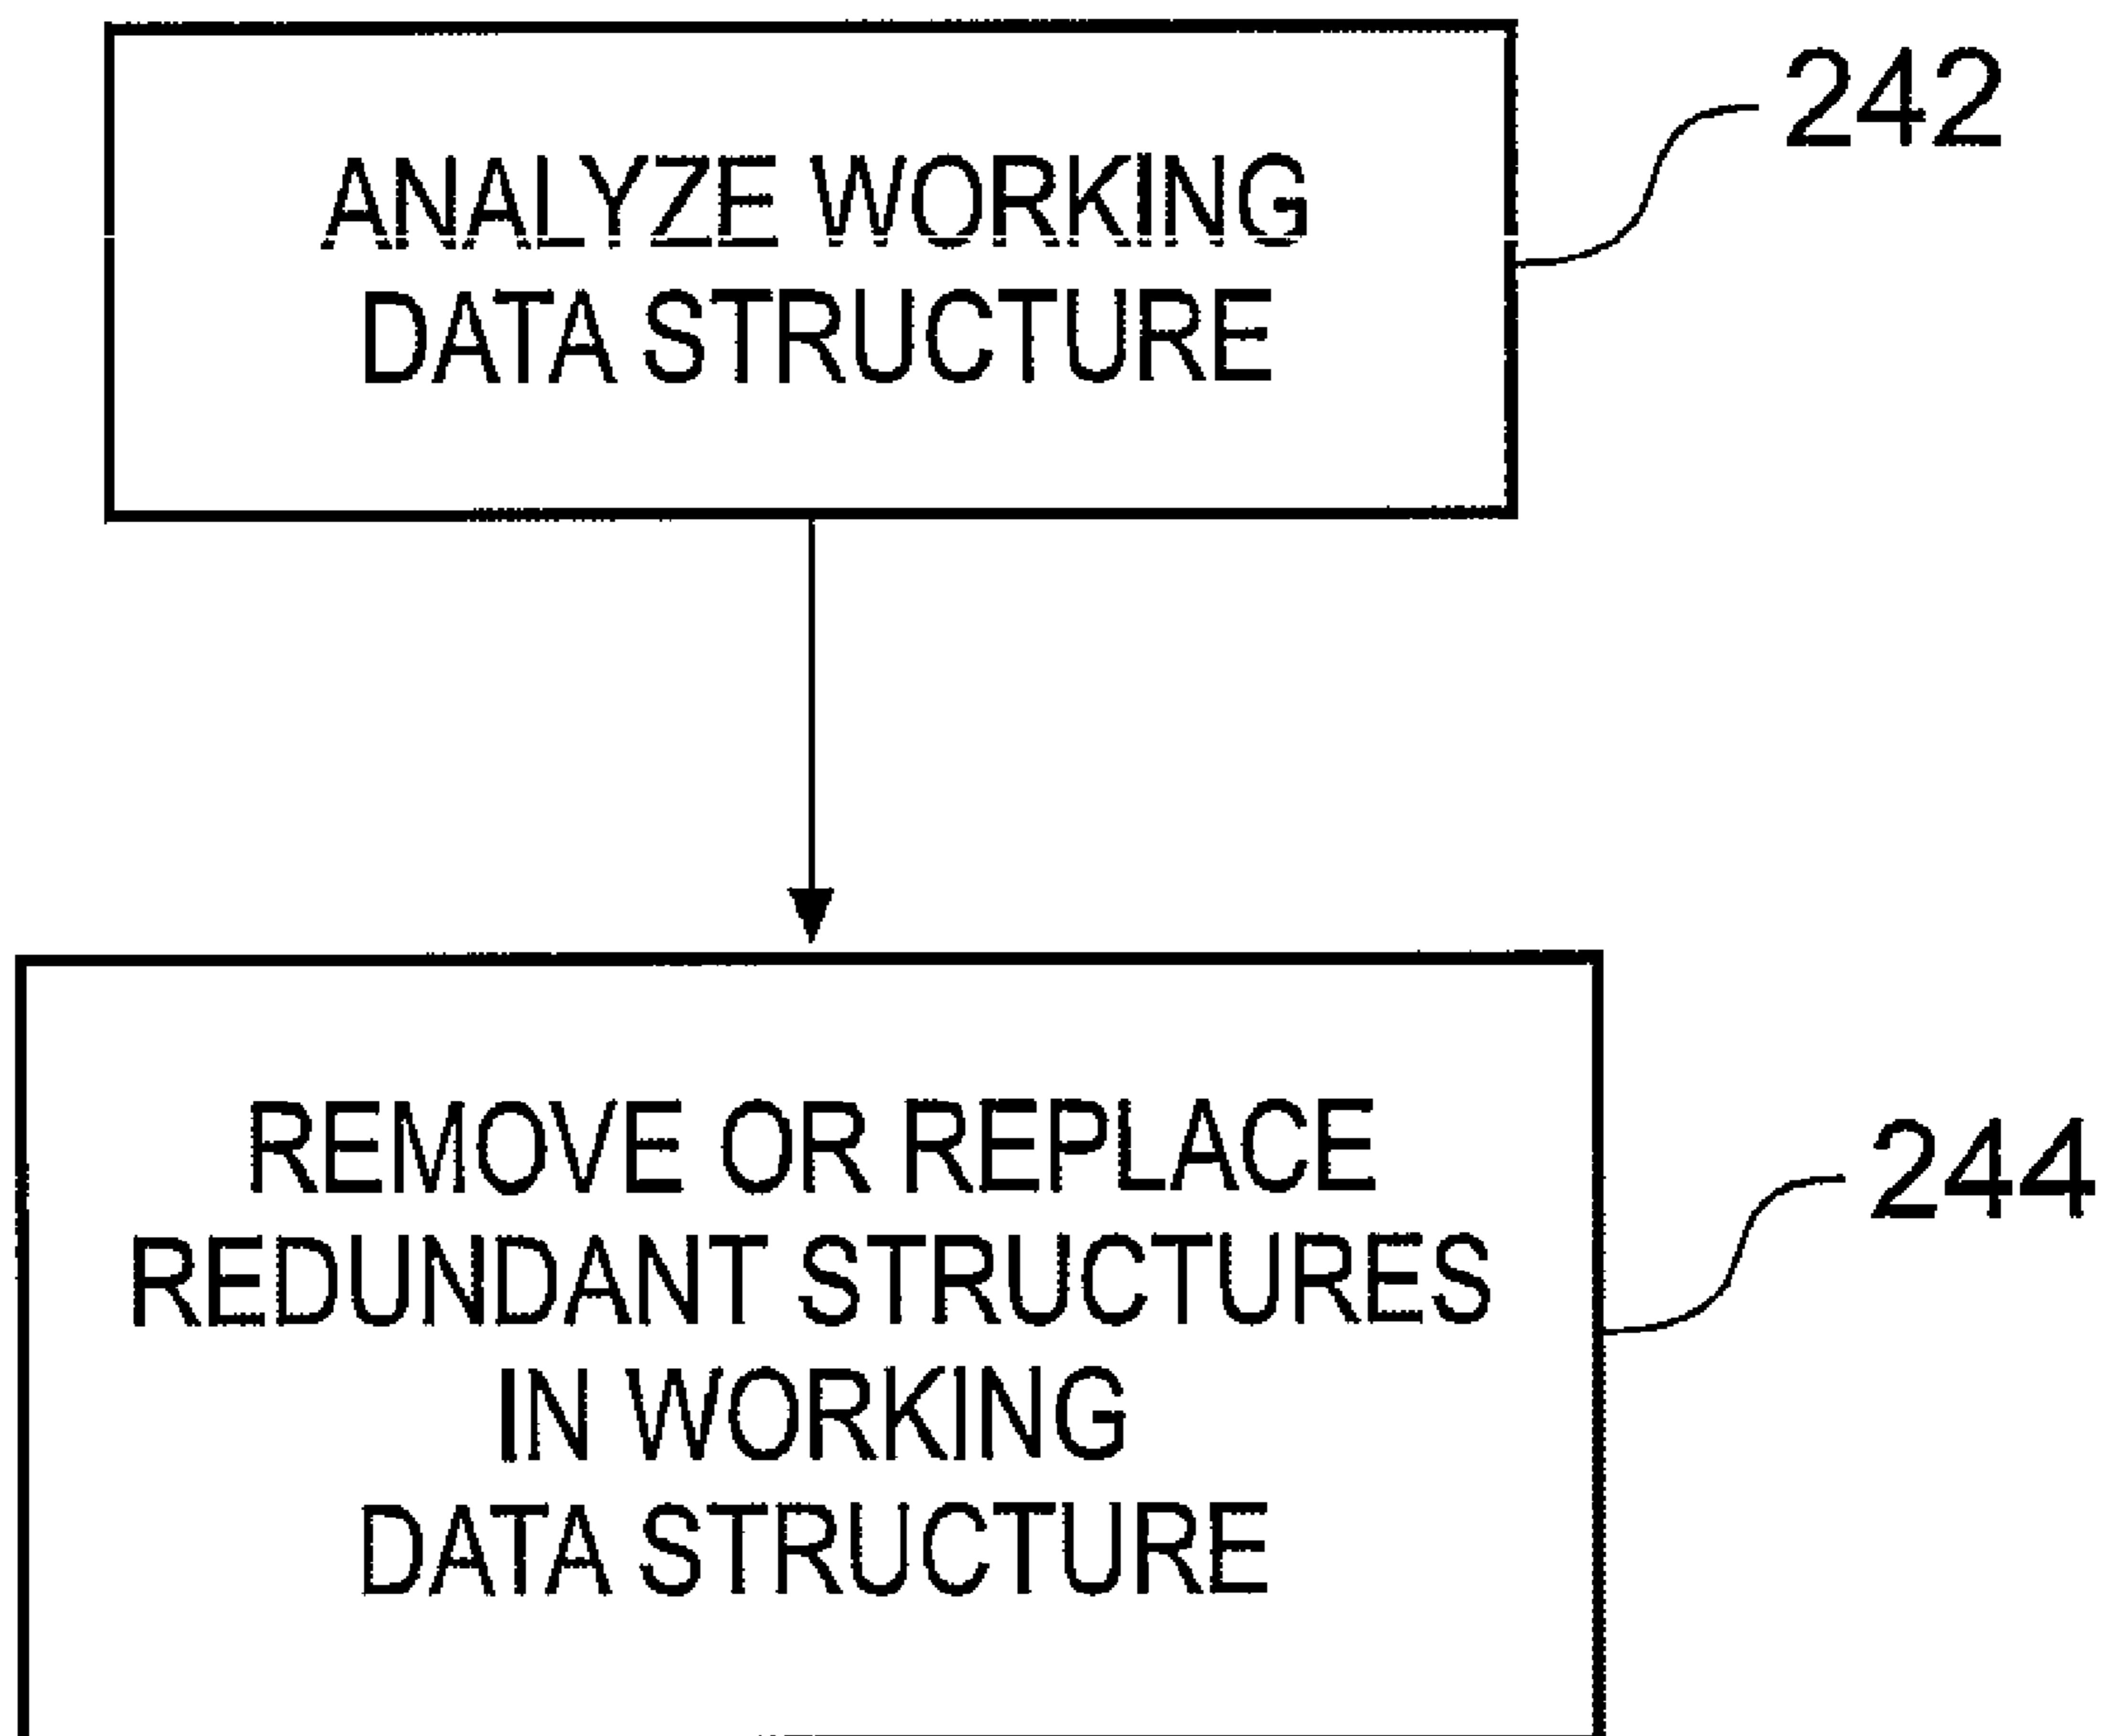 242
ANALYZE WORKING
DATA STRUCTURE
REMOVE OR REPLACE
REDUNDANT STRUCTURES
IN WORKING
DATA STRUCTURE
244